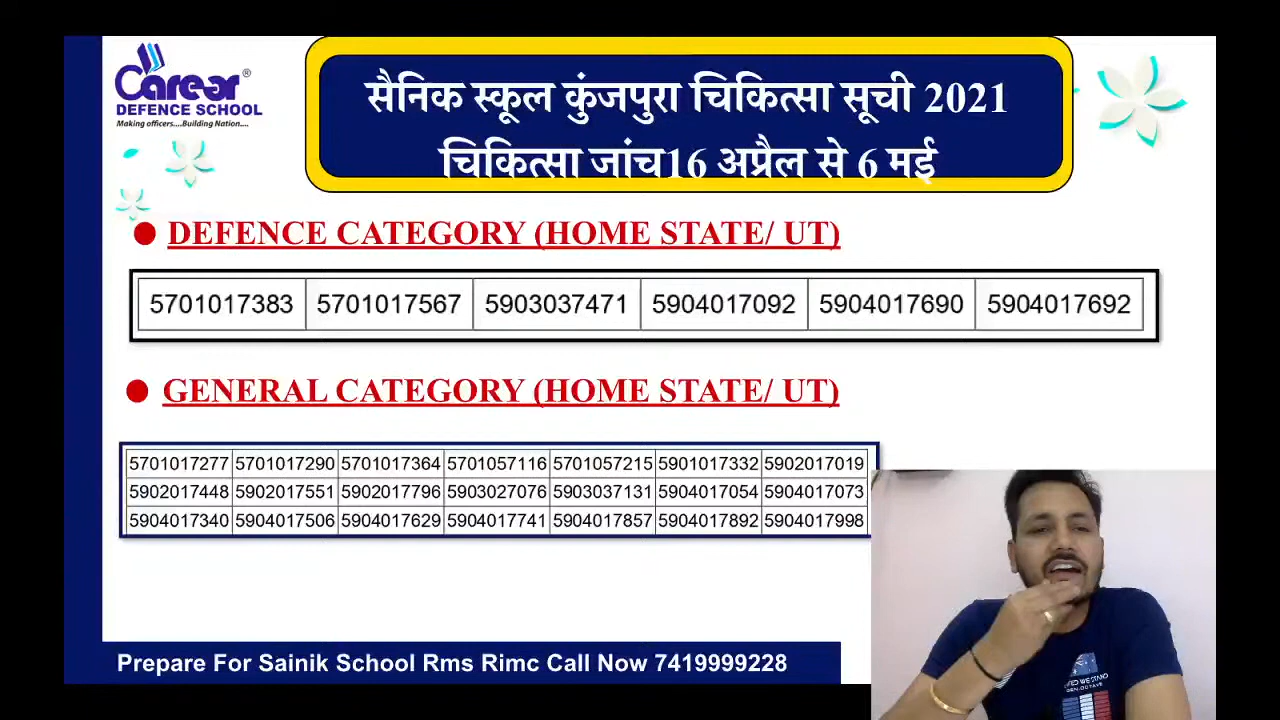 Career®
DEFENCE SCHOOL
Making officers....Building Nation....
सैनिक स्कूल कुंजपुरा चिकित्सा सूची 2021
चिकित्सा जांच16 अप्रैल से 6 मई
DEFENCE CATEGORY (HOME STATE/ UT)
5701017383 5701017567 5903037471 5904017092 5904017690 5904017692
GENERAL CATEGORY (HOME STATE/ UT)
5701017277 5701017290 5701017364 5701057116 5701057215 5901017332 5902017019
5902017448 5902017551 5902017796 5903027076 5903037131 5904017054 5904017073
5904017340 5904017506 5904017629 5904017741 5904017857 5904017892 5904017998
Prepare For Sainik School Rms Rimc Call Now 7419999228